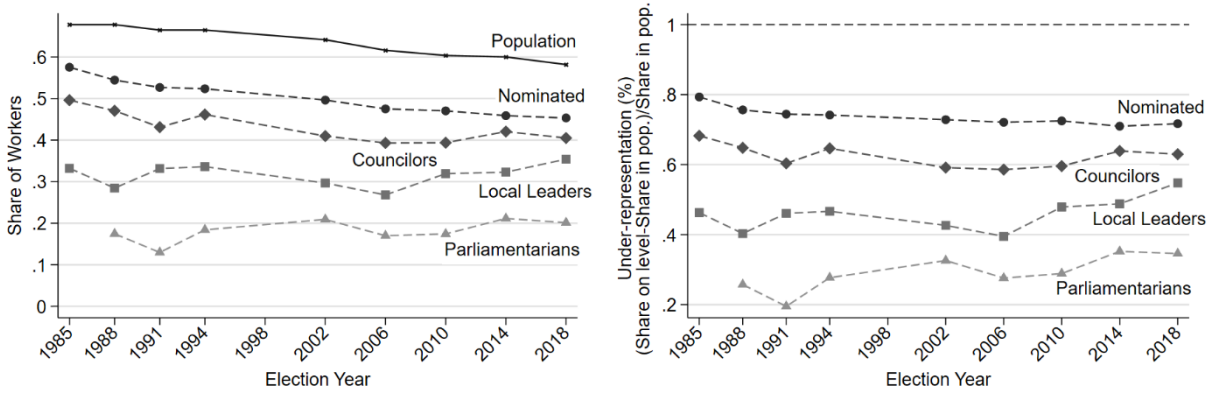 Share of Workers
.6
.5
.4
.3
.2
.1
0
Population
Nominated
Councilors
Local Leaders
Parliamentarians
1985
1988
1991
1994
1998
2002
2006
2010
2014
2018
Election Year
Under-representation (%)
(Share on level-Share in pop.)/Share in pop.
1
.8
.6
.4
.2
Nominated
Councilors
Local Leaders
Parliamentarians
1985
1988
1991
1994
1998
2002
2006
2010
2014
2018
Election Year